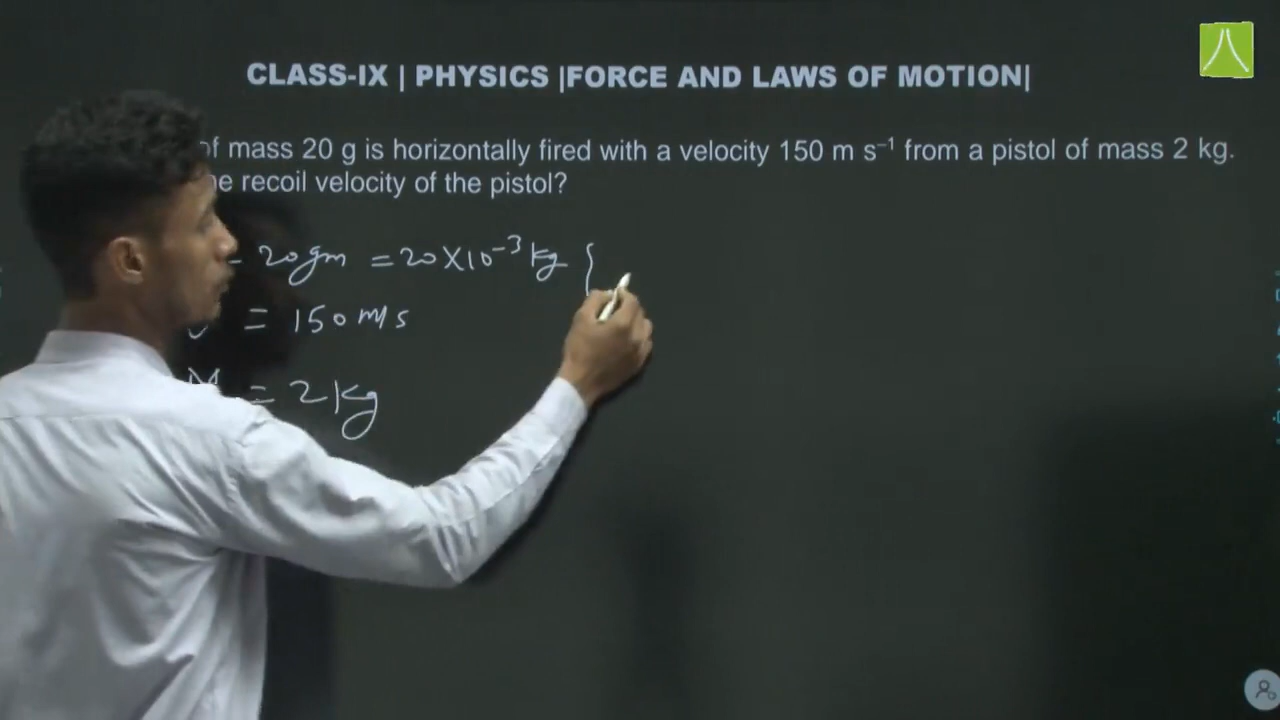 CLASS-IX | PHYSICS |FORCE AND LAWS OF MOTION|
of mass 20 g is horizontally fired with a velocity 150 m s⁻¹ from a pistol of mass 2 kg.
recoil velocity of the pistol?
= 20gm = 20 X 10⁻³ kg {
= 150 m/s
M = 2 kg